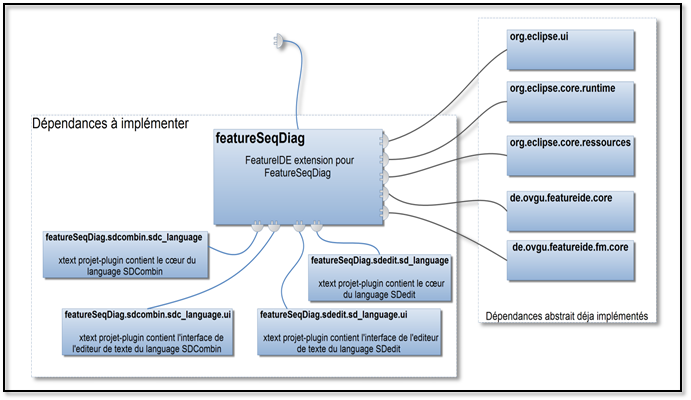 org.eclipse.ui
org.eclipse.core.runtime
org.eclipse.core.ressources
de.ovgu.featureide.core
de.ovgu.featureide.fm.core
Dépendances abstrait déja implémentés
Dépendances à implémenter
featureSeqDiag
FeatureIDE extension pour
FeatureSeqDiag
featureSeqDiag.sdcombin.sdc_language
xtext projet-plugin contient le cœur du
language SDCombin
featureSeqDiag.sdedit.sd_language
xtext projet-plugin contient le cœur
du language SDedit
featureSeqDiag.sdcombin.sdc_language.ui
xtext projet-plugin contient l'interface de
l'editeur de texte du language SDCombin
featureSeqDiag.sdedit.sd_language.ui
xtext projet-plugin contient l'interface de l'editeur
de texte du language SDedit